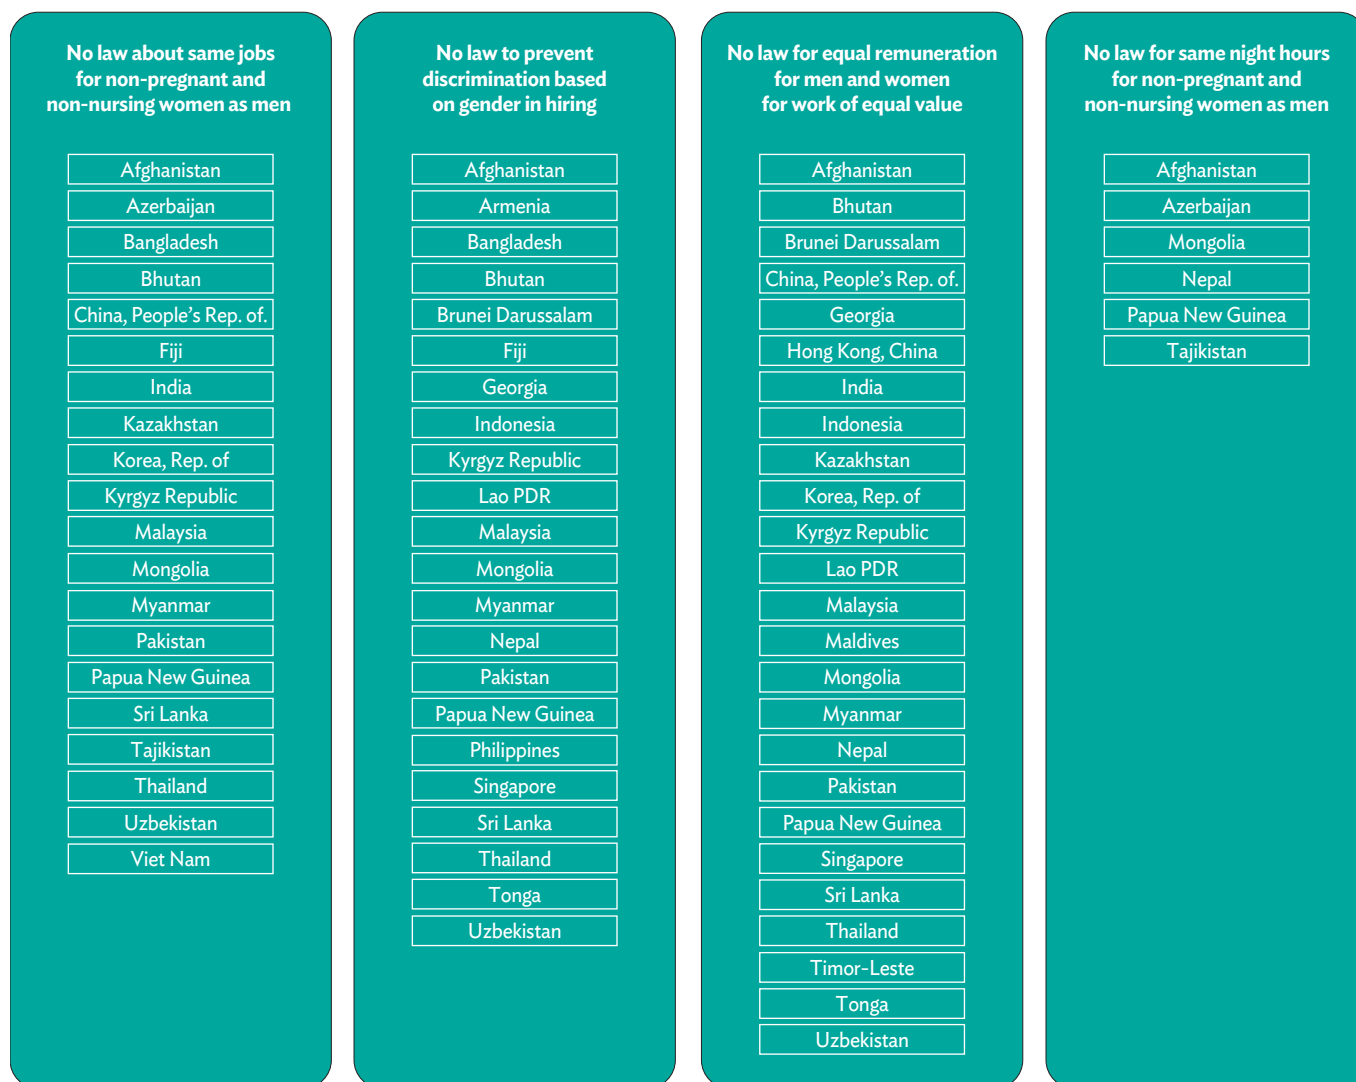 No law about same jobs
for non-pregnant and
non-nursing women as men
Afghanistan
Azerbaijan
Bangladesh
Bhutan
China, People's Rep. of.
Fiji
India
Kazakhstan
Korea, Rep. of
Kyrgyz Republic
Malaysia
Mongolia
Myanmar
Pakistan
Papua New Guinea
Sri Lanka
Tajikistan
Thailand
Uzbekistan
Viet Nam
No law to prevent
discrimination based
on gender in hiring
Afghanistan
Armenia
Bangladesh
Bhutan
Brunei Darussalam
Fiji
Georgia
Indonesia
Kyrgyz Republic
Lao PDR
Malaysia
Mongolia
Myanmar
Nepal
Pakistan
Papua New Guinea
Philippines
Singapore
Sri Lanka
Thailand
Tonga
Uzbekistan
No law for equal remuneration
for men and women
for work of equal value
Afghanistan
Bhutan
Brunei Darussalam
China, People's Rep. of.
Georgia
Hong Kong, China
India
Indonesia
Kazakhstan
Korea, Rep. of
Kyrgyz Republic
Lao PDR
Malaysia
Maldives
Mongolia
Myanmar
Nepal
Pakistan
Papua New Guinea
Singapore
Sri Lanka
Thailand
Timor-Leste
Tonga
Uzbekistan
No law for same night hours
for non-pregnant and
non-nursing women as men
Afghanistan
Azerbaijan
Mongolia
Nepal
Papua New Guinea
Tajikistan